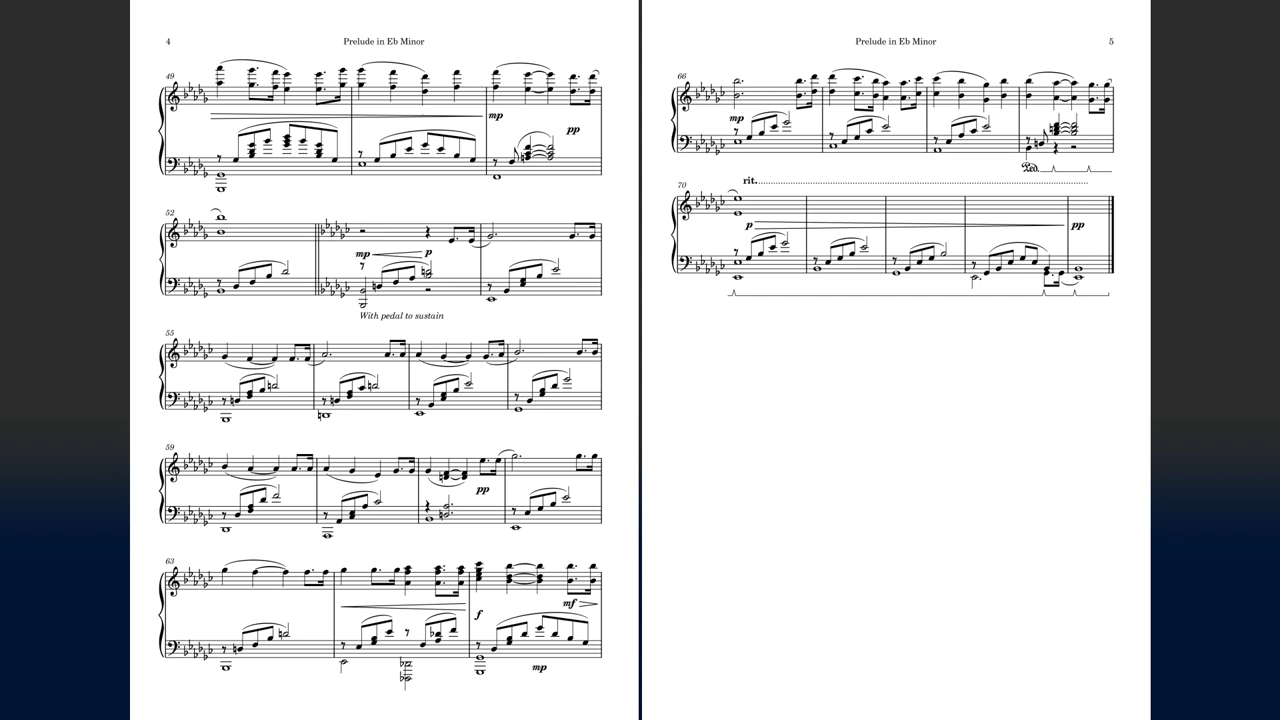 4 Prelude in Eb Minor
49
mp
pp
52
mp p
With pedal to sustain
55
59
pp
63
f
mf
mp
Prelude in Eb Minor 5
66
mp
Ped.
70 rit.
p pp